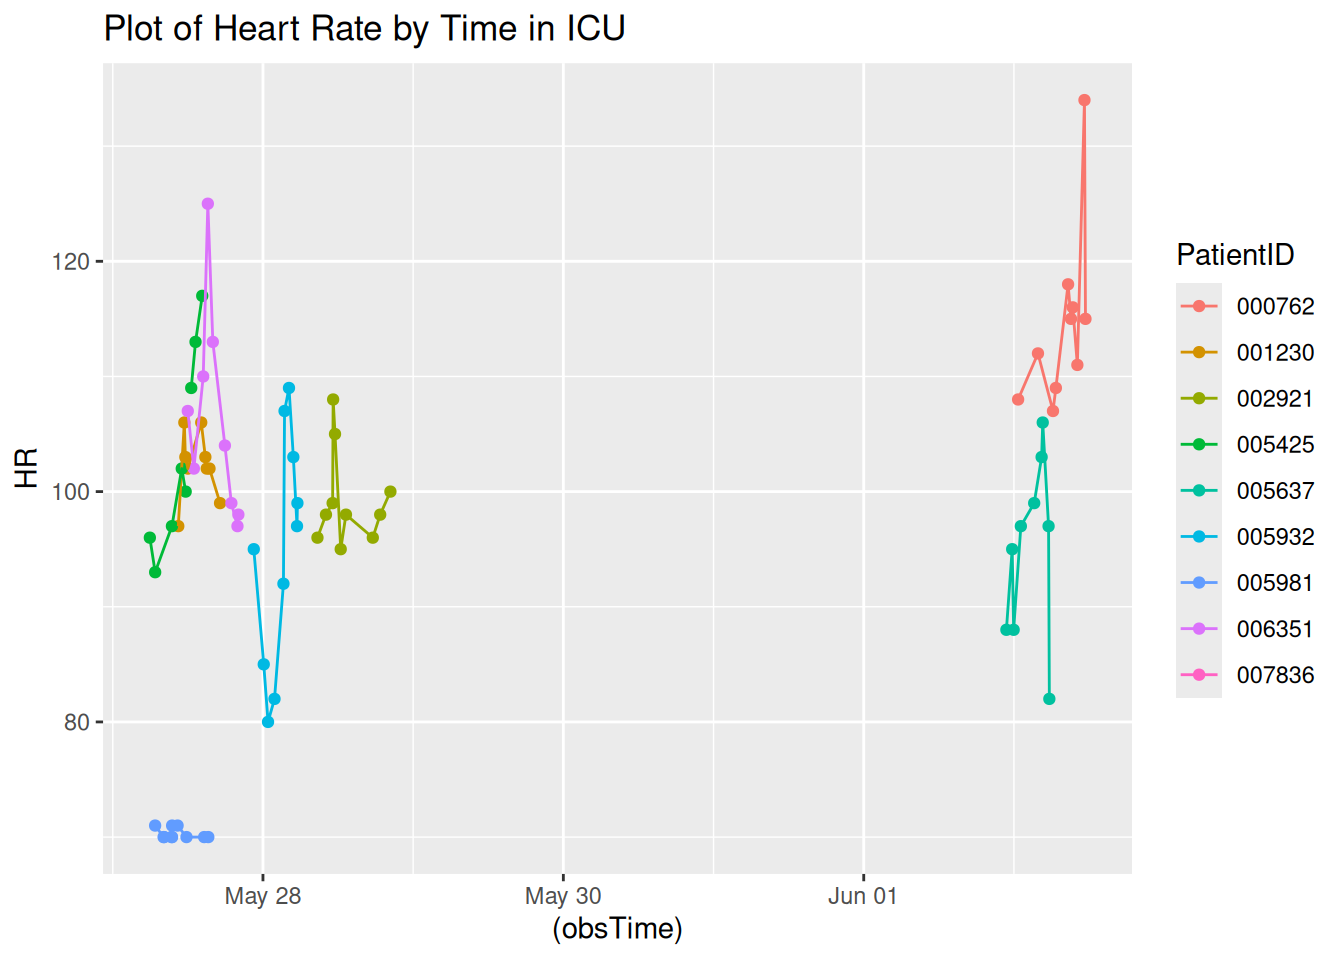 Plot of Heart Rate by Time in ICU
HR
120
100
80
May 28
May 30
Jun 01
(obsTime)
PatientID
000762
001230
002921
005425
005637
005932
005981
006351
007836